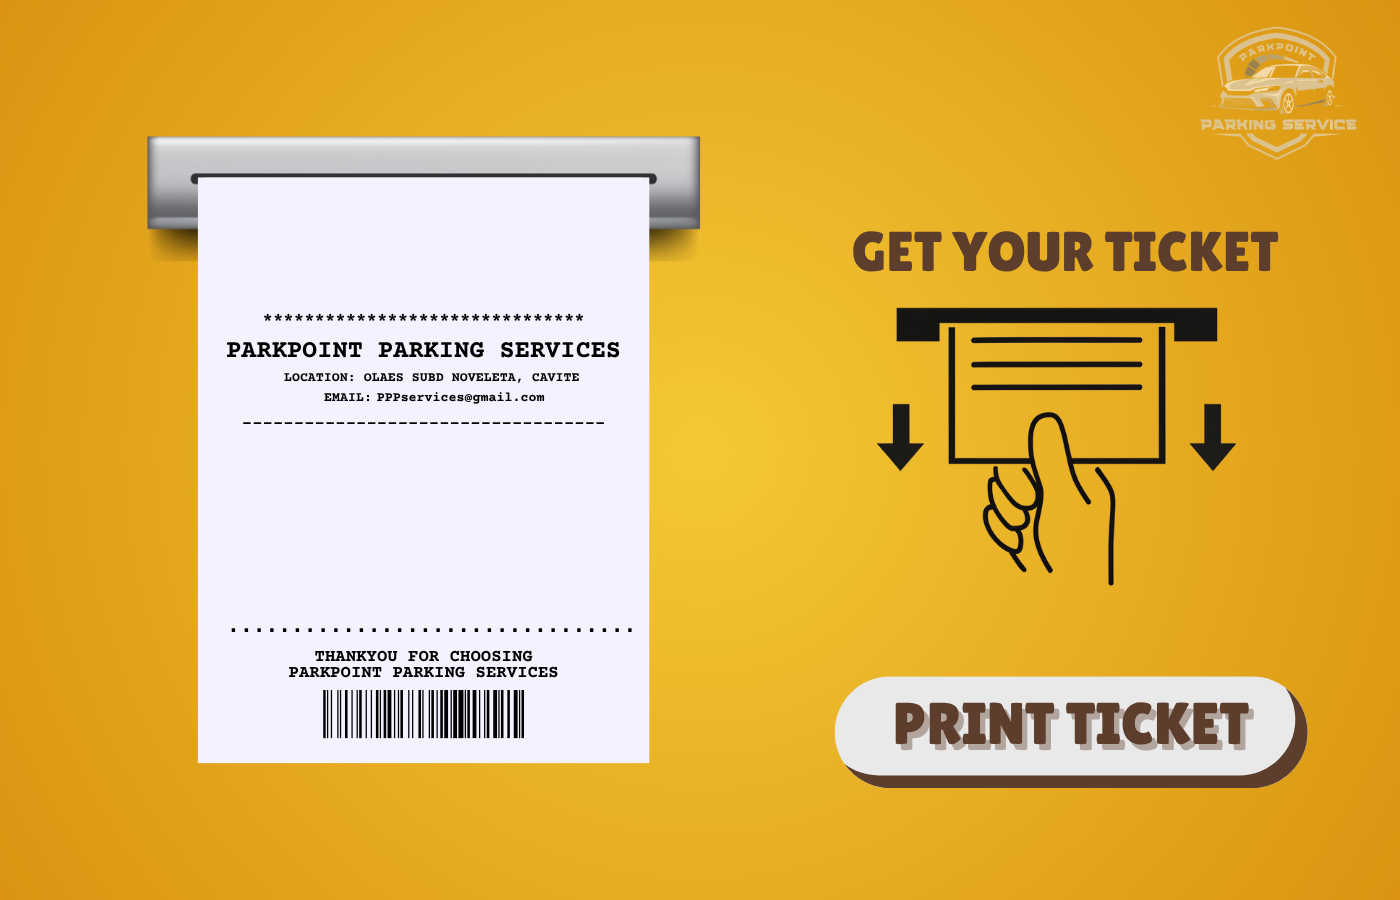 PARKPOINT
PARKING SERVICE
*******************************
PARKPOINT PARKING SERVICES
LOCATION: OLAES SUBD NOVELETA, CAVITE
EMAIL: PPPservices@gmail.com
-----------------------------------
.................................
THANKYOU FOR CHOOSING
PARKPOINT PARKING SERVICES
GET YOUR TICKET
PRINT TICKET